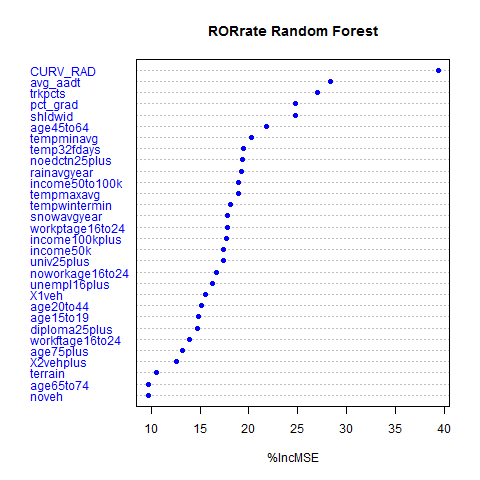 RORrate Random Forest
CURV_RAD
avg_aadt
trkpcts
pct_grad
shldwid
age45to64
tempminavg
temp32fdays
noedctn25plus
rainavgyear
income50to100k
tempmaxavg
tempwintermin
snowavgyear
workptage16to24
income100kplus
income50k
univ25plus
noworkage16to24
unempl16plus
X1veh
age20to44
age15to19
diploma25plus
workftage16to24
age75plus
X2vehplus
terrain
age65to74
noveh
10 15 20 25 30 35 40
%IncMSE